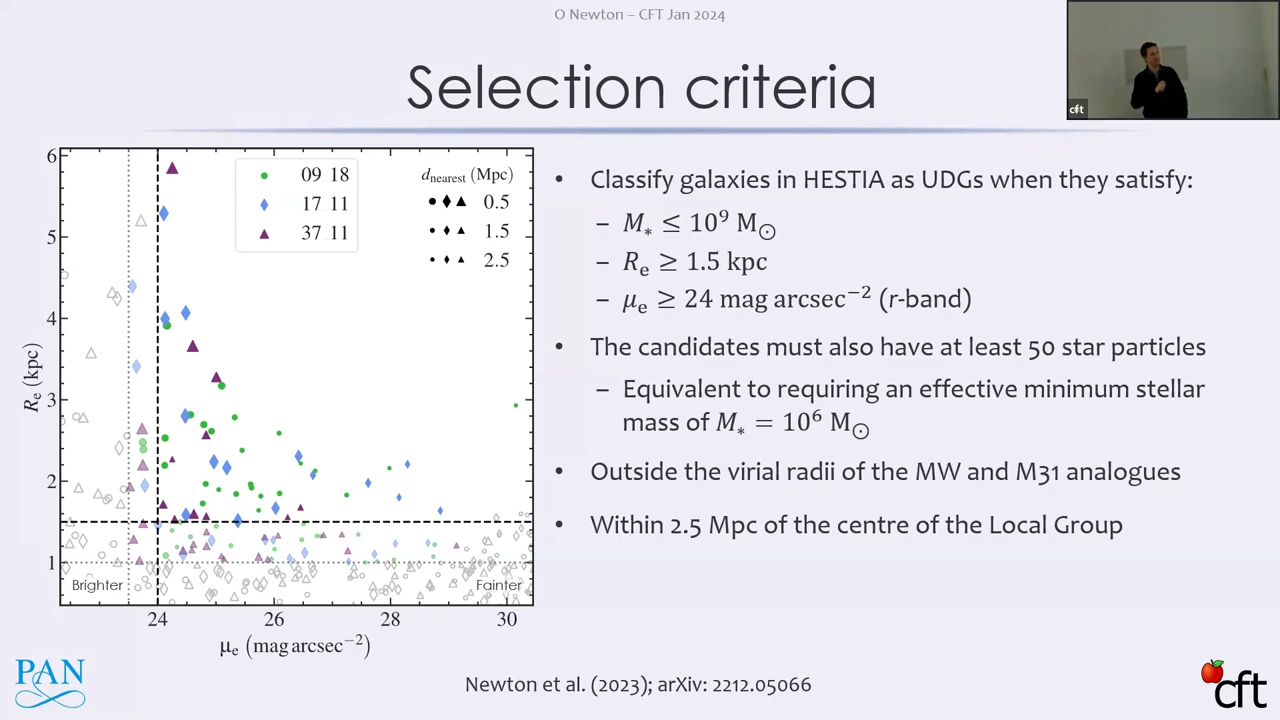 O Newton – CFT Jan 2024
cft
Selection criteria
6
5
4
3
2
1
R_e (kpc)
09 18
17 11
37 11
d_nearest (Mpc)
0.5
1.5
2.5
Brighter
Fainter
24
26
28
30
μ_e (mag arcsec⁻²)
• Classify galaxies in HESTIA as UDGs when they satisfy:
– M_* ≤ 10⁹ M_⊙
– R_e ≥ 1.5 kpc
– μ_e ≥ 24 mag arcsec⁻² (r-band)
• The candidates must also have at least 50 star particles
– Equivalent to requiring an effective minimum stellar
mass of M_* = 10⁶ M_⊙
• Outside the virial radii of the MW and M31 analogues
• Within 2.5 Mpc of the centre of the Local Group
PAN
Newton et al. (2023); arXiv: 2212.05066
cft